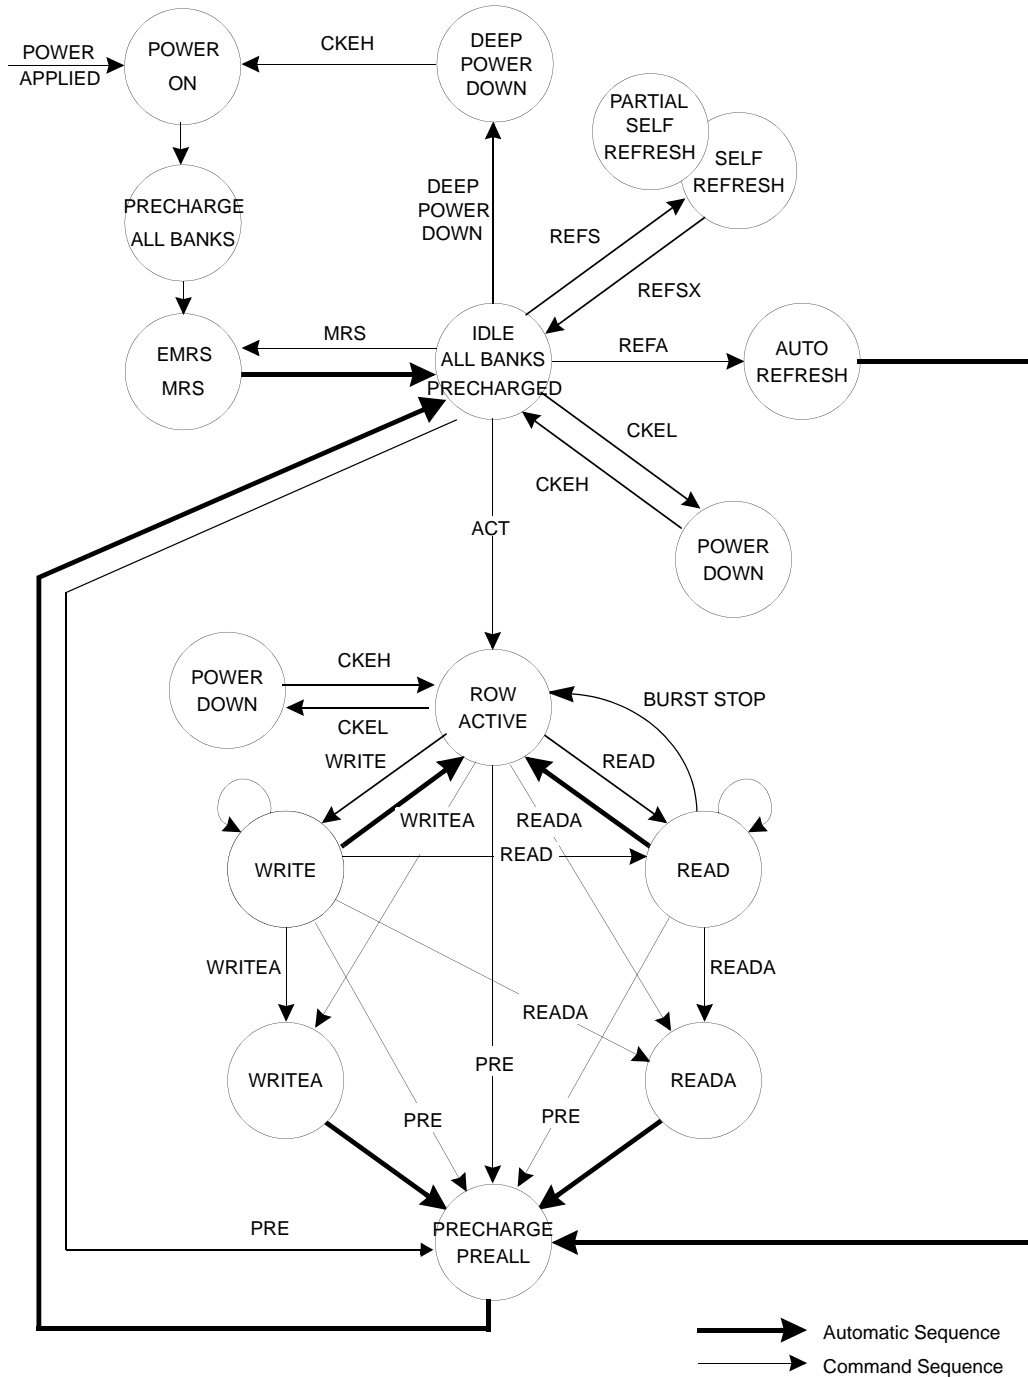 POWER
APPLIED
POWER
ON
CKEH
DEEP
POWER
DOWN
PARTIAL
SELF
REFRESH
SELF
REFRESH
PRECHARGE
ALL BANKS
DEEP
POWER
DOWN
REFS
REFSX
EMRS
MRS
MRS
IDLE
ALL BANKS
PRECHARGED
REFA
AUTO
REFRESH
CKEL
CKEH
ACT
POWER
DOWN
POWER
DOWN
CKEH
CKEL
ROW
ACTIVE
BURST STOP
WRITE
READ
WRITEA
READA
WRITE
READ
READ
WRITEA
READA
READA
WRITEA
READA
PRE
PRE
PRE
PRE
PRECHARGE
PREALL
Automatic Sequence
Command Sequence